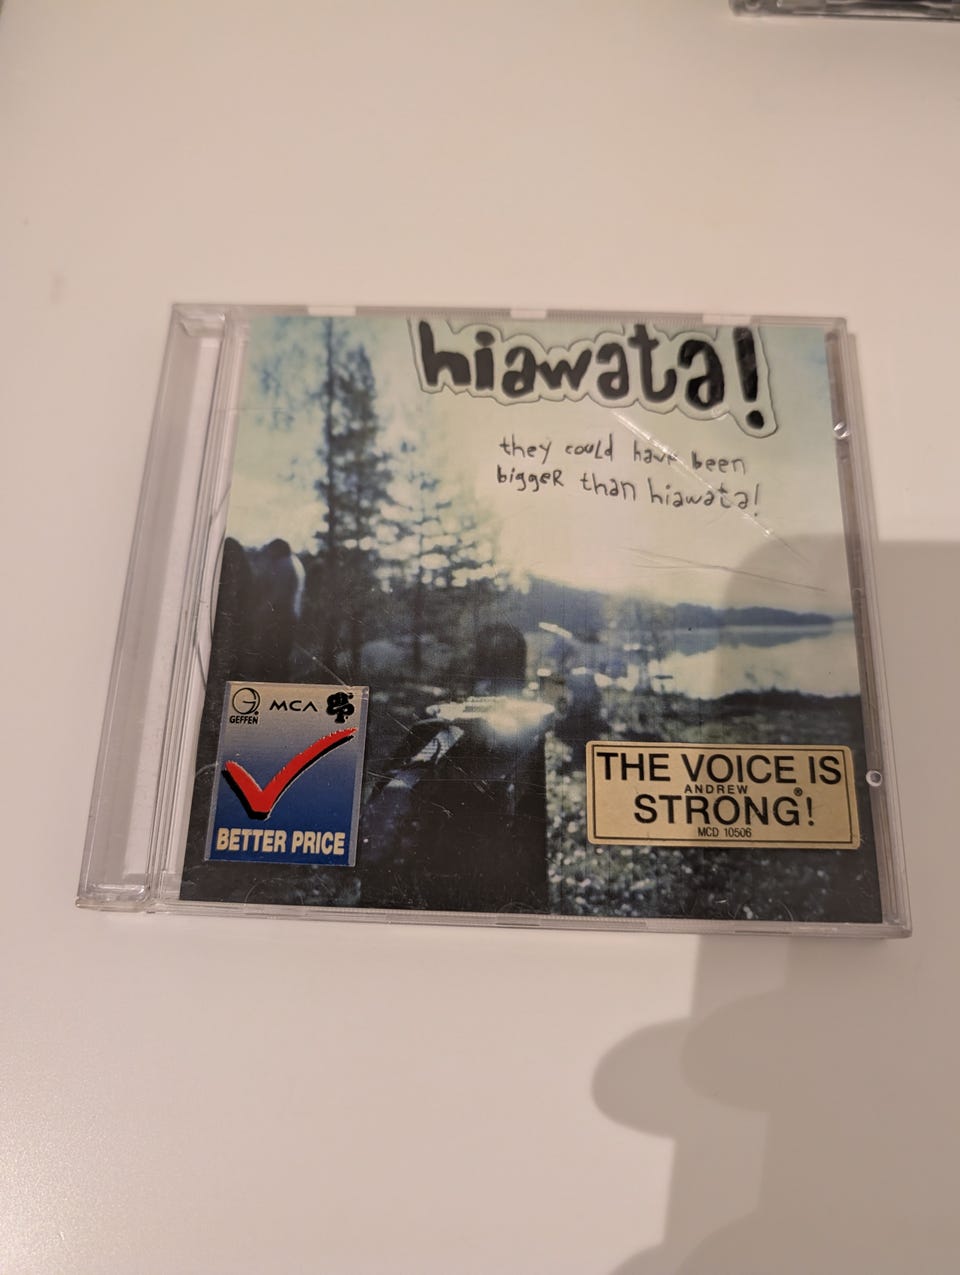 hiawata!
they could have been
bigger than hiawata!
GEFFEN
MCA
BETTER PRICE
THE VOICE IS
ANDREW
STRONG!®
MCD 10506